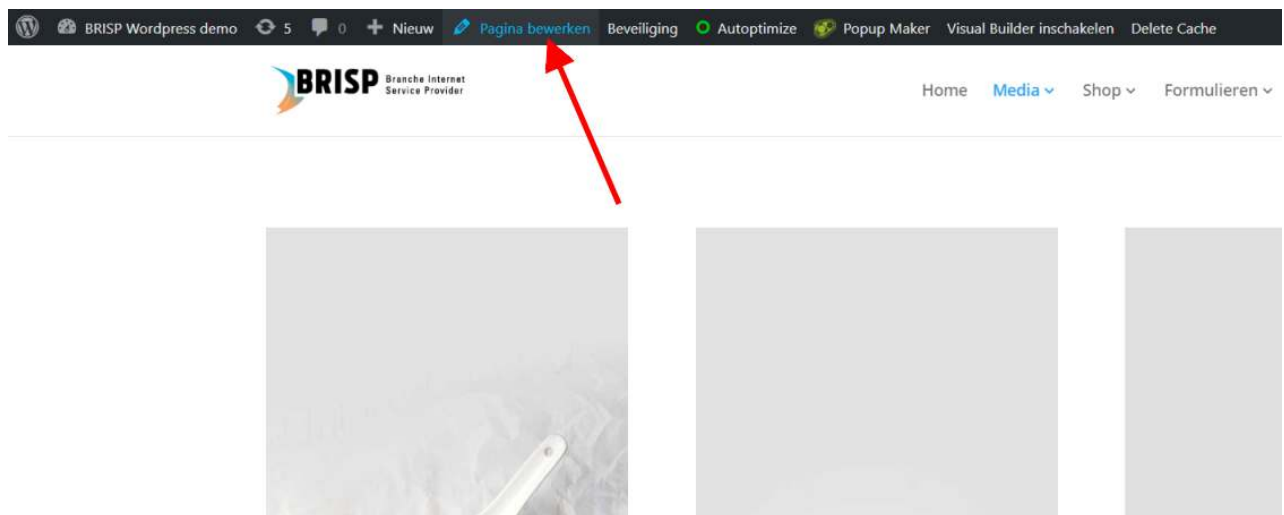 BRISP Wordpress demo 5 0 Nieuw Pagina bewerken Beveiliging Autoptimize Popup Maker Visual Builder inschakelen Delete Cache
BRISP Branche Internet
Service Provider
Home Media Shop Formulieren